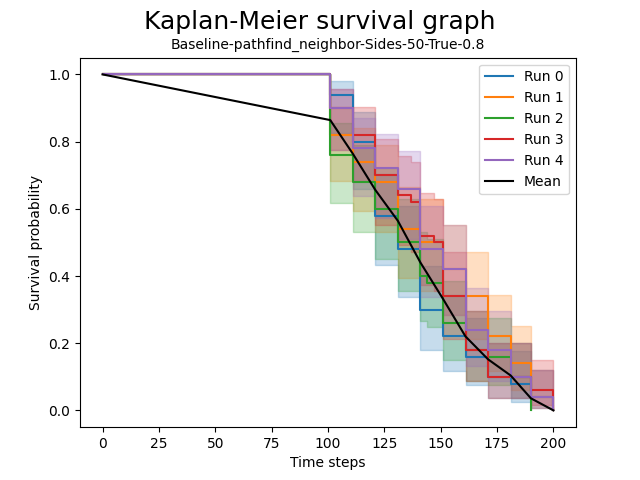 Kaplan-Meier survival graph
Baseline-pathfind_neighbor-Sides-50-True-0.8
Survival probability
1.0
0.8
0.6
0.4
0.2
0.0
Run 0
Run 1
Run 2
Run 3
Run 4
Mean
0
25
50
75
100
125
150
175
200
Time steps